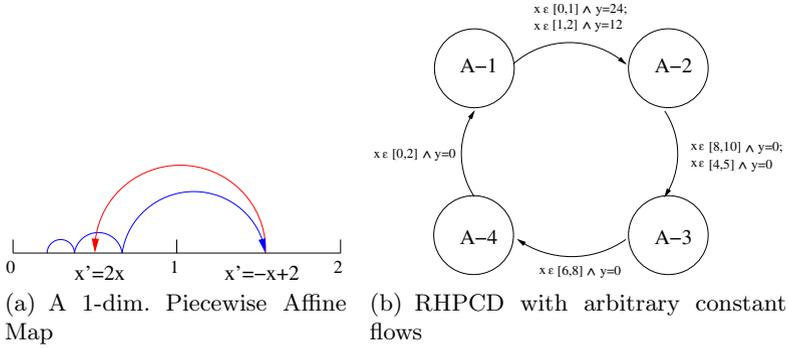 x ε [0,1] ∧ y=24;
x ε [1,2] ∧ y=12
A−1
A−2
x ε [0,2] ∧ y=0
x ε [8,10] ∧ y=0;
x ε [4,5] ∧ y=0
A−4
A−3
x ε [6,8] ∧ y=0
0
1
2
x'=2x
x'=−x+2
(a) A 1-dim. Piecewise Affine
Map
(b) RHPCD with arbitrary constant
flows